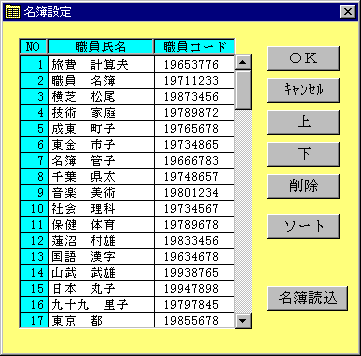 名簿設定
NO 職員氏名 職員コード
1 旅費 計算夫 19653776
2 職員 名簿 19711233
3 横芝 松尾 19873456
4 技術 家庭 19789872
5 成東 町子 19765678
6 東金 市子 19734865
7 名簿 管子 19666783
8 千葉 県太 19748657
9 音楽 美術 19801234
10 社会 理科 19734567
11 保健 体育 19789678
12 蓮沼 村雄 19833456
13 国語 漢字 19634678
14 山武 武雄 19938765
15 日本 丸子 19947898
16 九十九 里子 19797845
17 東京 都 19855678
OK
ｷｬﾝｾﾙ
上
下
削除
ソート
名簿読込